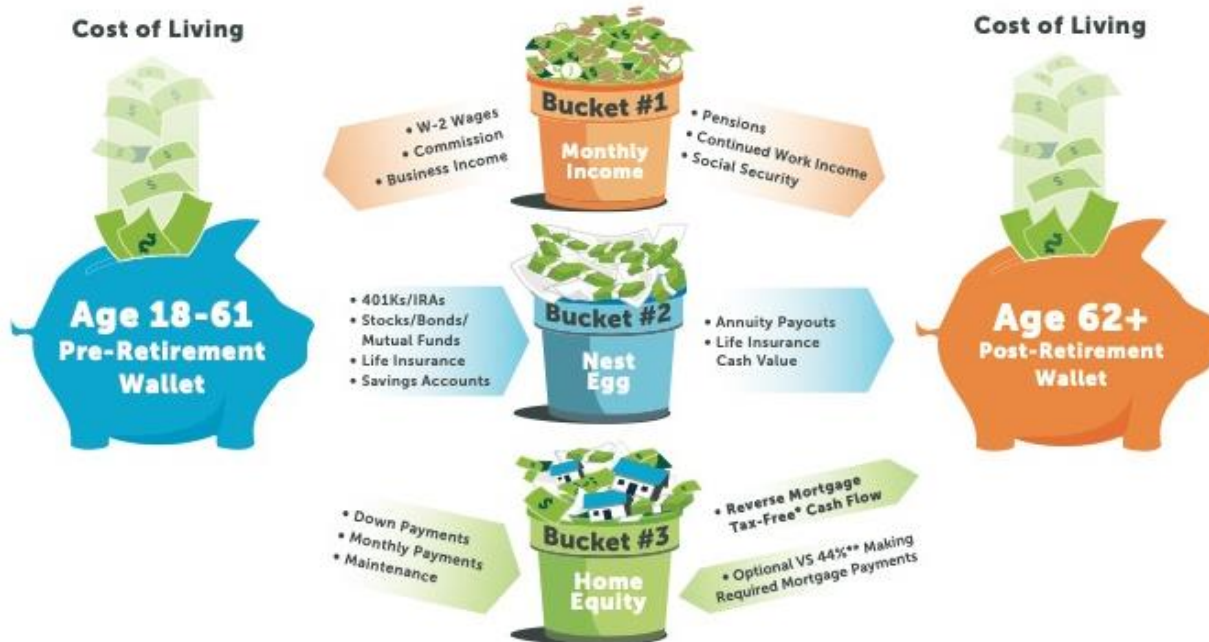 Cost of Living
Age 18-61
Pre-Retirement
Wallet
Bucket #1
Monthly
Income
• W-2 Wages
• Commission
• Business Income
• Pensions
• Continued Work Income
• Social Security
Bucket #2
Nest
Egg
• 401Ks/IRAs
• Stocks/Bonds/
Mutual Funds
• Life Insurance
• Savings Accounts
• Annuity Payouts
• Life Insurance
Cash Value
Bucket #3
Home
Equity
• Down Payments
• Monthly Payments
• Maintenance
• Reverse Mortgage
Tax-Free* Cash Flow
• Optional VS 44%** Making
Required Mortgage Payments
Cost of Living
Age 62+
Post-Retirement
Wallet